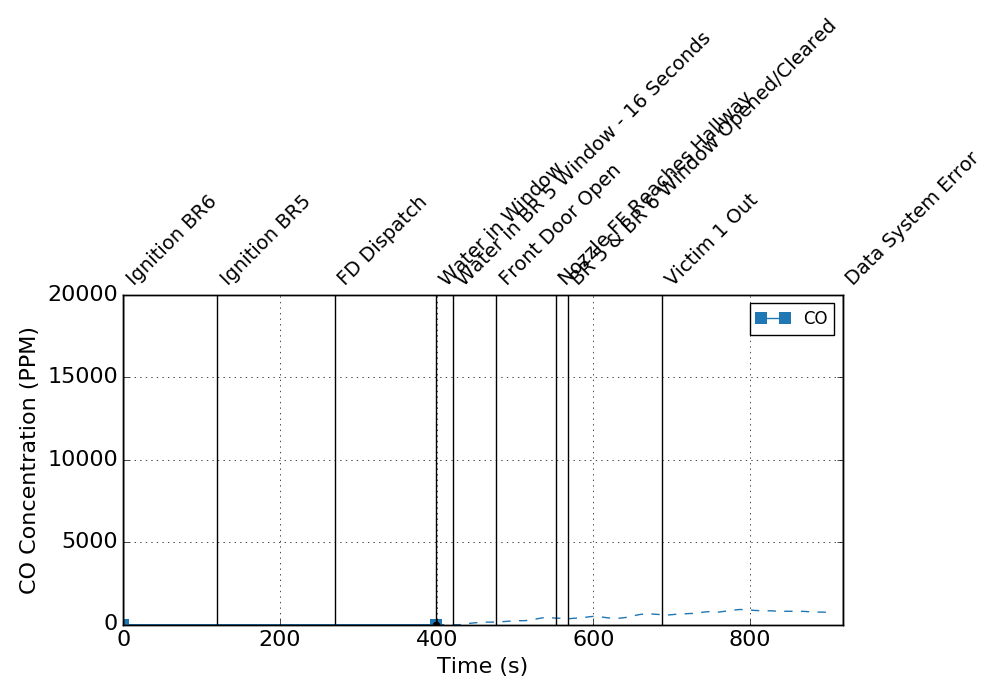 Ignition BR6
Ignition BR5
FD Dispatch
Water in Window
Water in BR 5 Window - 16 Seconds
Front Door Open
Nozzle FF Reaches Hallway
BR 5 & BR 6 Window Opened/Cleared
Victim 1 Out
Data System Error
CO
CO Concentration (PPM)
20000
15000
10000
5000
0
0 200 400 600 800
Time (s)